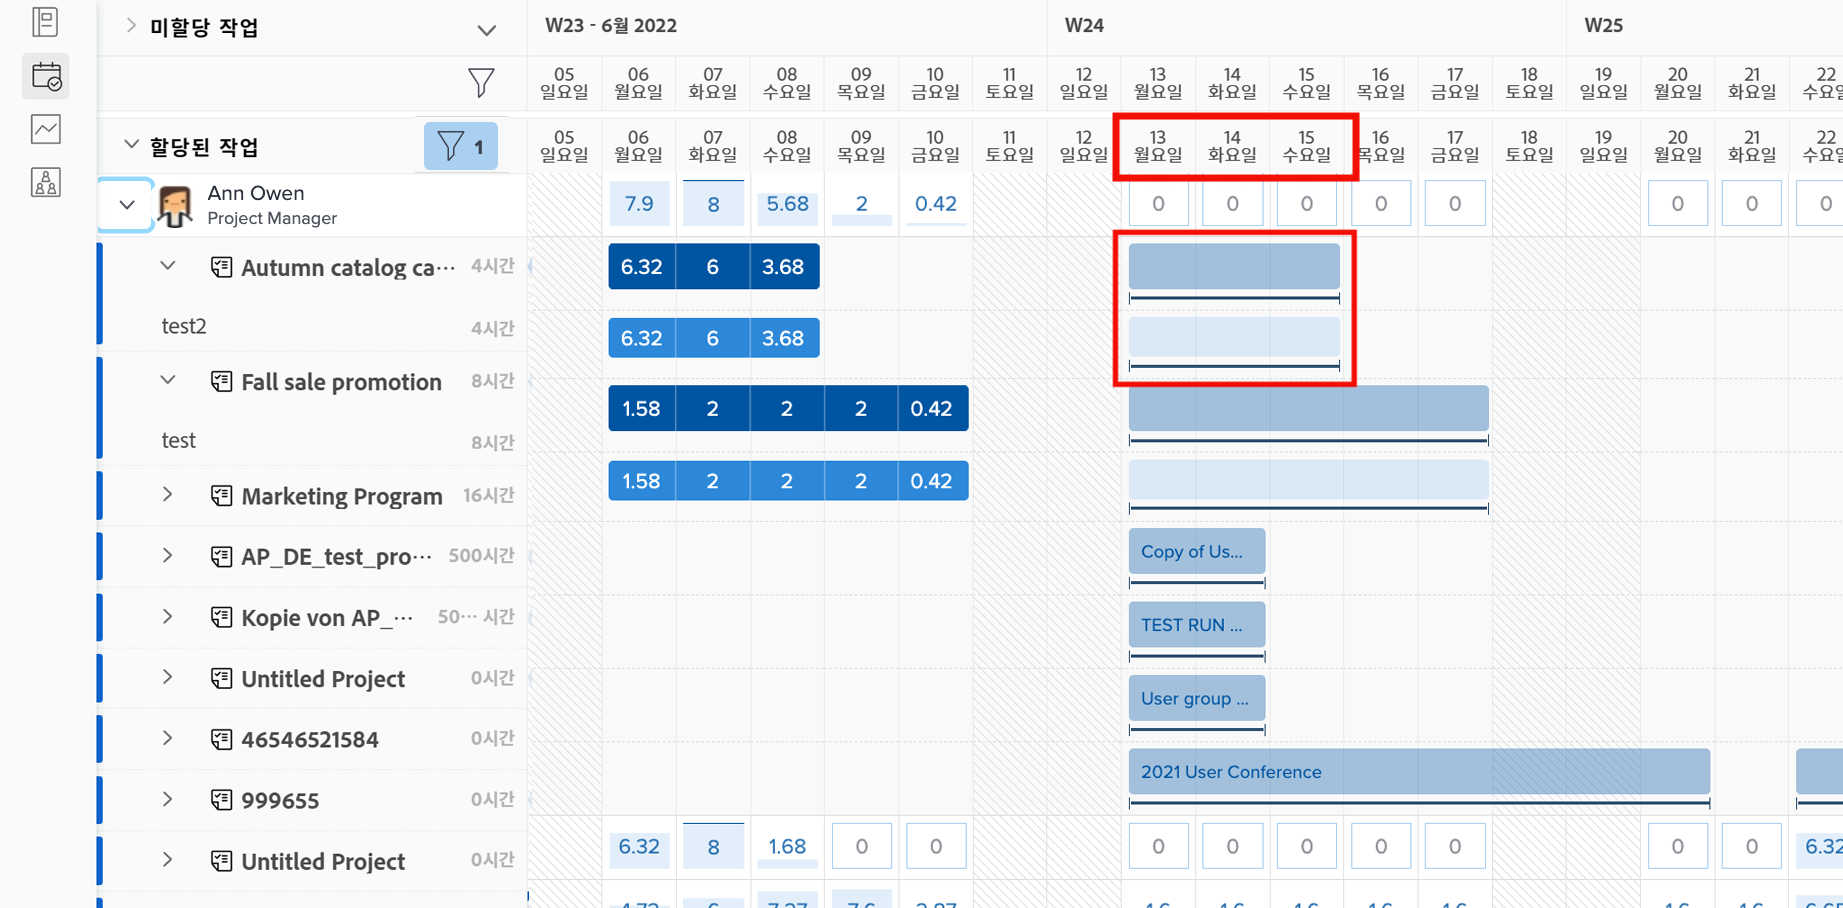 미할당 작업
W23 - 6월 2022 W24 W25
05 06 07 08 09 10 11 12 13 14 15 16 17 18 19 20 21 22
일요일 월요일 화요일 수요일 목요일 금요일 토요일 일요일 월요일 화요일 수요일 목요일 금요일 토요일 일요일 월요일 화요일
할당된 작업 1
05 06 07 08 09 10 11 12 13 14 15 16 17 18 19 20 21 22
일요일 월요일 화요일 수요일 목요일 금요일 토요일 일요일 월요일 화요일 수요일 목요일 금요일 토요일 일요일 월요일 화요일
Ann Owen
Project Manager
7.9 8 5.68 2 0.42 0 0 0 0 0 0 0 0
Autumn catalog ca··· 4시간 6.32 6 3.68
test2 4시간 6.32 6 3.68
Fall sale promotion 8시간 1.58 2 2 2 0.42
test 8시간
Marketing Program 16시간 1.58 2 2 2 0.42
AP_DE_test_pro··· 500시간 Copy of Us...
Kopie von AP_··· 50··· 시간 TEST RUN ...
Untitled Project 0시간 User group ...
46546521584 0시간
2021 User Conference
999655 0시간
6.32 8 1.68 0 0 0 0 0 0 0 0 0 6.32
Untitled Project 0시간